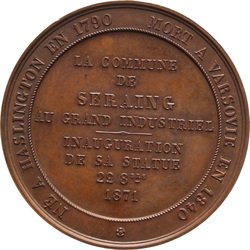 NÉ A HASLINGTON EN 1790 MORT A VARSOVIE EN 1840
LA COMMUNE
DE
SERAING
AU GRAND INDUSTRIEL
INAUGURATION
DE SA STATUE
22 8BRE
1871